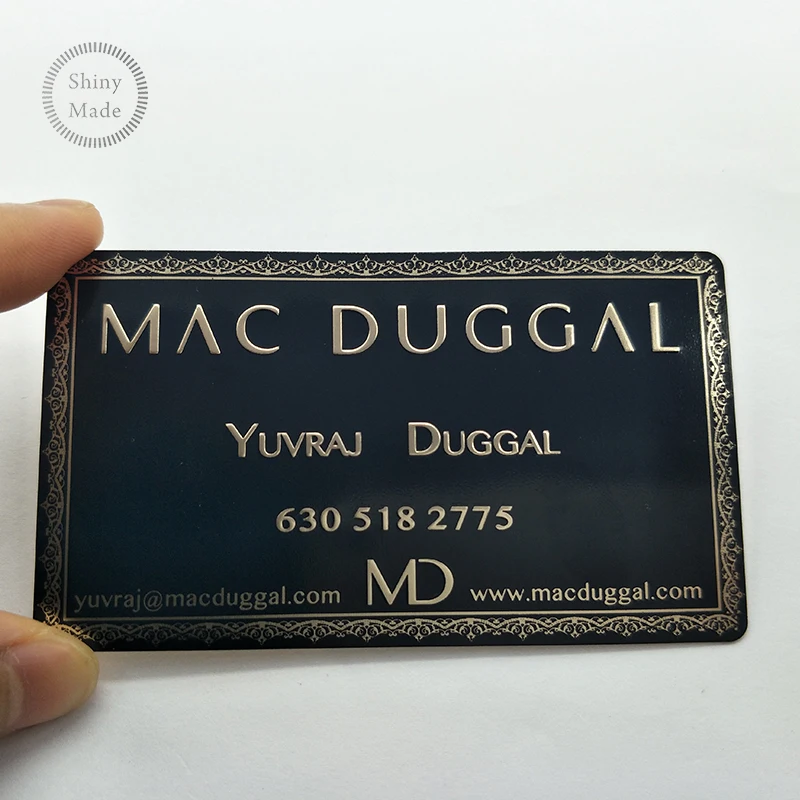 Shiny
Made
MAC DUGGAL
YUVRAJ DUGGAL
630 518 2775
yuvraj@macduggal.com MD www.macduggal.com